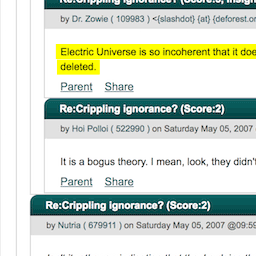 by Dr. Zowie ( 109983 ) <{slashdot} {at} {deforest.or
Electric Universe is so incoherent that it doe
deleted.
Parent Share
Re:Crippling ignorance? (Score:2)
by Hoi Polloi ( 522990 ) on Saturday May 05, 2007
It is a bogus theory. I mean, look, they didn't
Parent Share
Re:Crippling ignorance? (Score:2)
by Nutria ( 679911 ) on Saturday May 05, 2007 @09:5